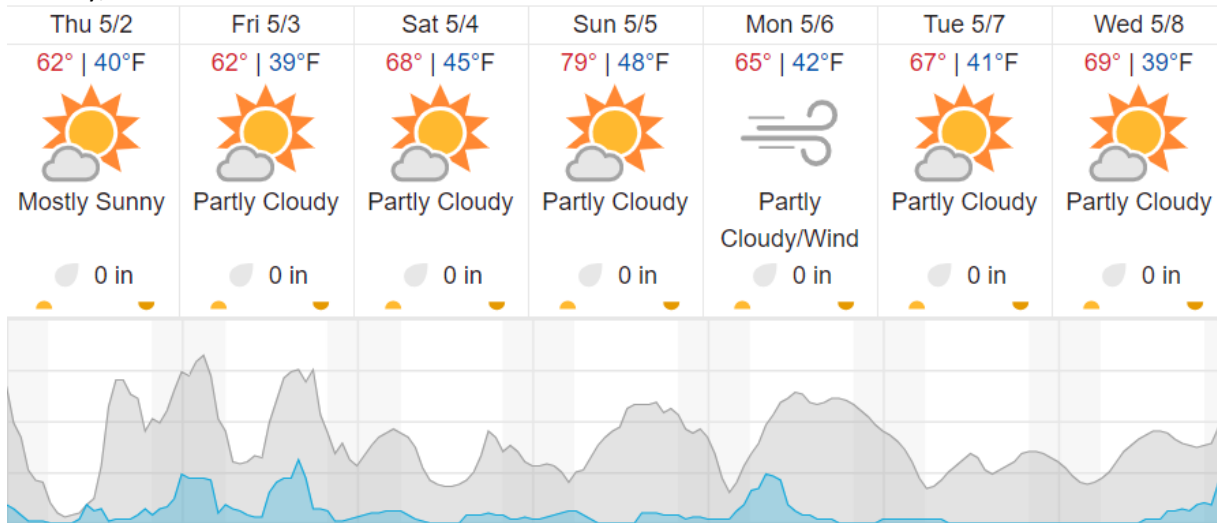 Thu 5/2 Fri 5/3 Sat 5/4 Sun 5/5 Mon 5/6 Tue 5/7 Wed 5/8
62° | 40°F 62° | 39°F 68° | 45°F 79° | 48°F 65° | 42°F 67° | 41°F 69° | 39°F
Mostly Sunny Partly Cloudy Partly Cloudy Partly Cloudy Partly Partly Cloudy Partly Cloudy
Cloudy/Wind
0 in 0 in 0 in 0 in 0 in 0 in 0 in